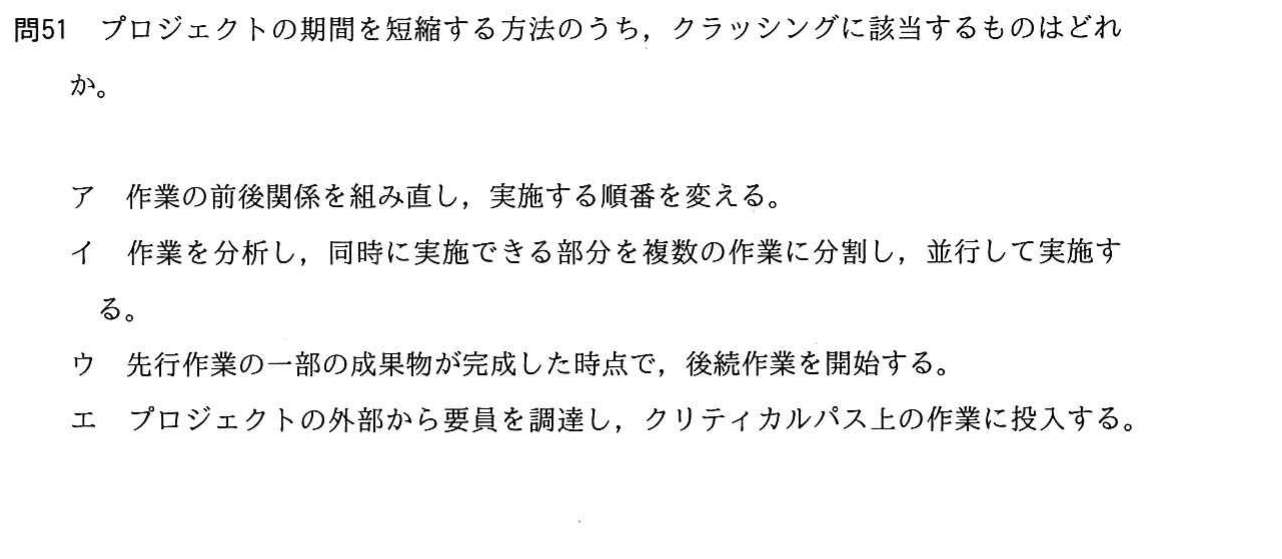 問51　プロジェクトの期間を短縮する方法のうち，クラッシングに該当するものはどれ
か。
ア　作業の前後関係を組み直し，実施する順番を変える。
イ　作業を分析し，同時に実施できる部分を複数の作業に分割し，並行して実施す
る。
ウ　先行作業の一部の成果物が完成した時点で，後続作業を開始する。
エ　プロジェクトの外部から要員を調達し，クリティカルパス上の作業に投入する。